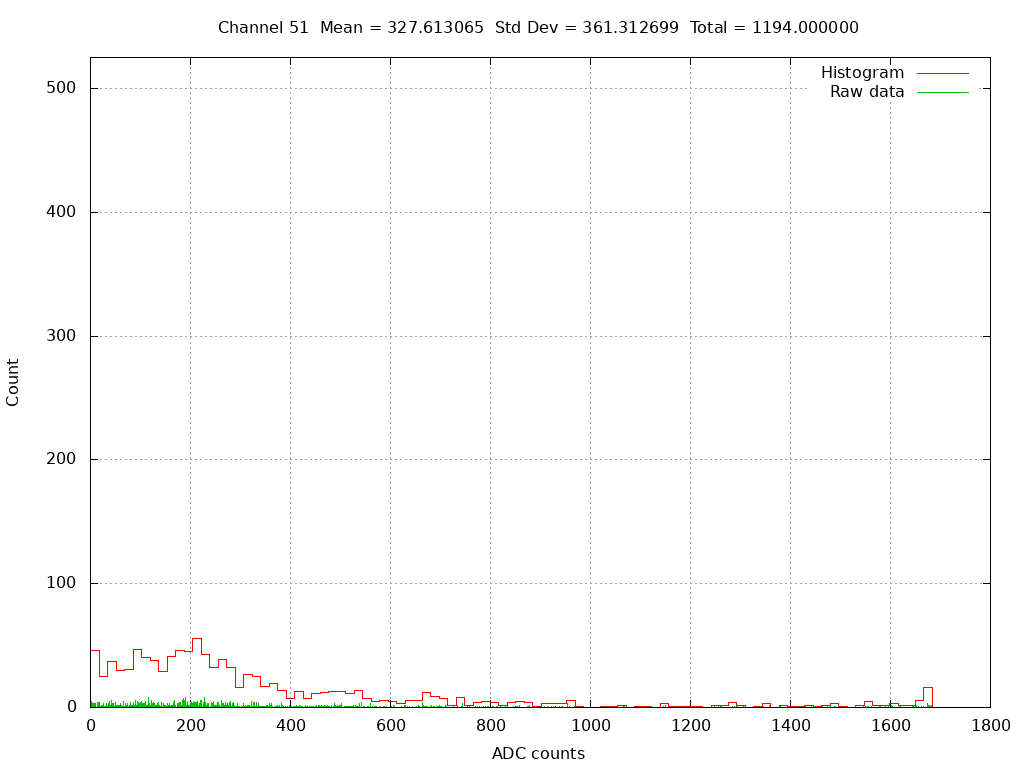 Channel 51  Mean = 327.613065  Std Dev = 361.312699  Total = 1194.000000
Histogram
Raw data
500
400
300
200
100
0
Count
0 200 400 600 800 1000 1200 1400 1600 1800
ADC counts